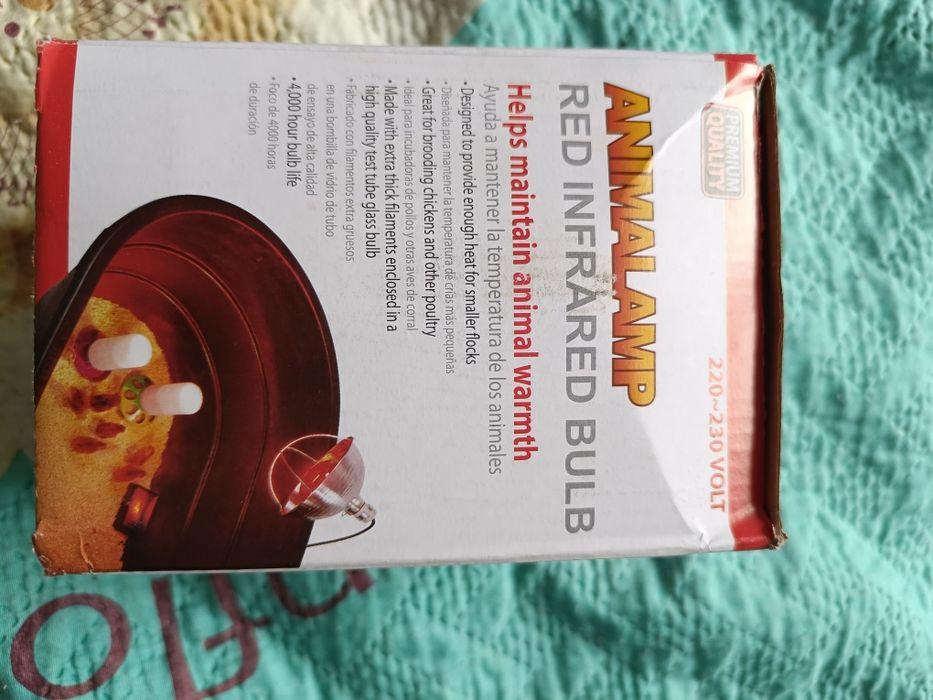 PREMIUM
QUALITY
220~230 VOLT
ANIMALAMP
RED INFRARED BULB
Helps maintain animal warmth
Ayuda a mantener la temperatura de los animales
• Designed to provide enough heat for smaller flocks
• Diseñada para mantener la temperatura de crías más pequeñas
• Great for brooding chickens and other poultry
• Ideal para incubadoras de pollos y otras aves de corral
• Made with extra thick filaments enclosed in a
high quality test tube glass bulb
• Fabricado con filamentos extra gruesos
en una bombilla de vidrio de tubo
de ensayo de alta calidad
• 4,000 hour bulb life
• Foco de 4000 horas
de duración